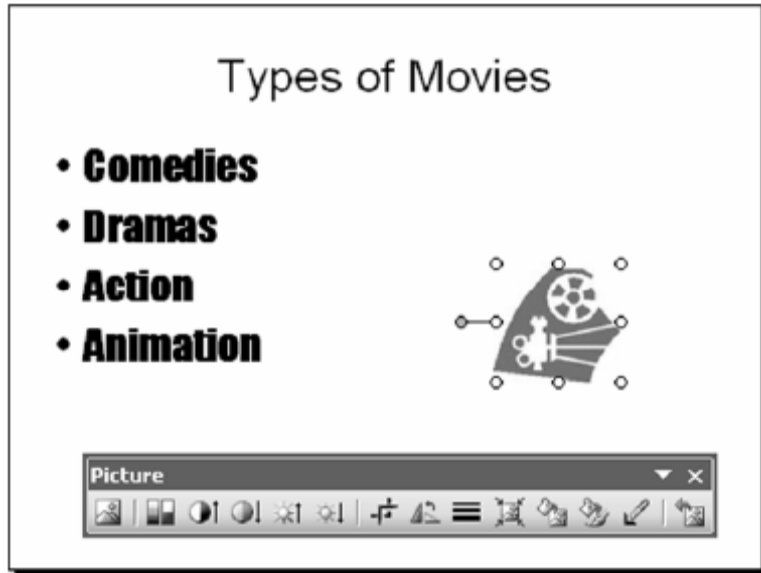 Types of Movies
• Comedies
• Dramas
• Action
• Animation
Picture